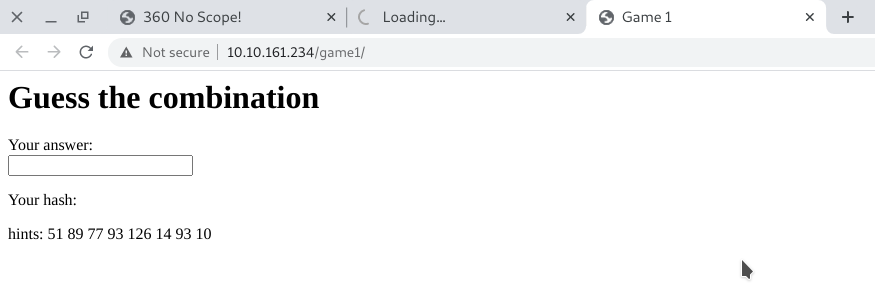 360 No Scope! Loading... Game 1
Not secure 10.10.161.234/game1/
Guess the combination
Your answer:
Your hash:
hints: 51 89 77 93 126 14 93 10